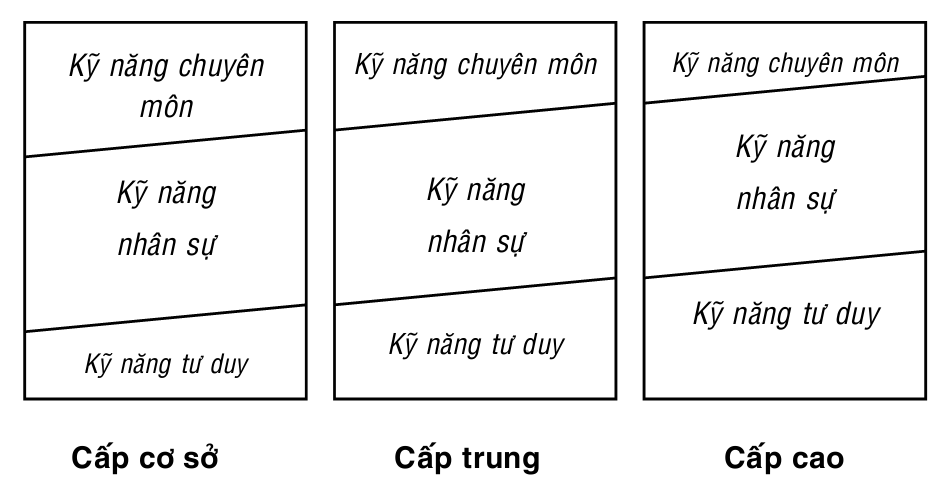 Kỹ năng chuyên
môn
Kỹ năng
nhân sự
Kỹ năng tư duy
Cấp cơ sở
Kỹ năng chuyên môn
Kỹ năng
nhân sự
Kỹ năng tư duy
Cấp trung
Kỹ năng chuyên môn
Kỹ năng
nhân sự
Kỹ năng tư duy
Cấp cao